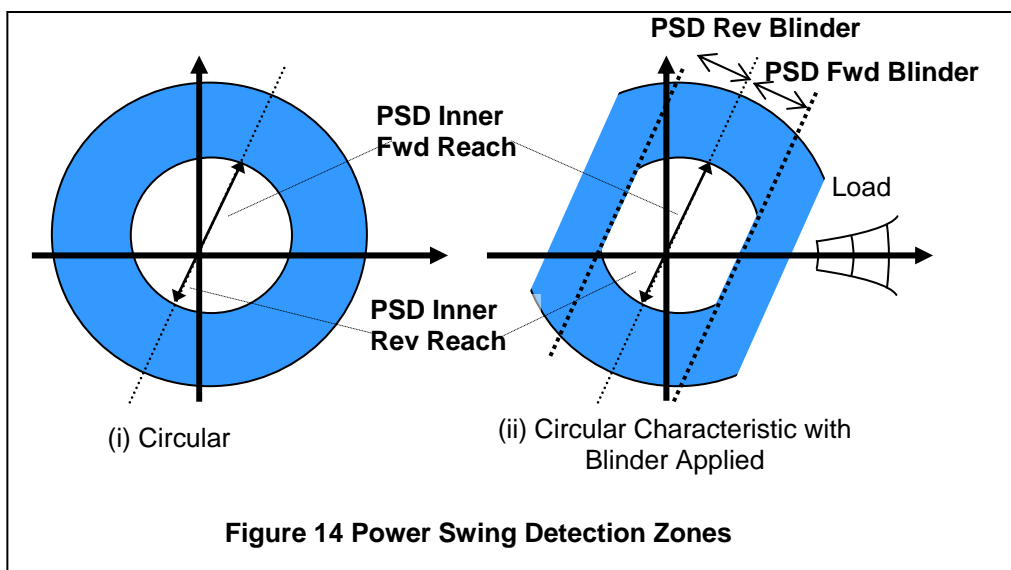 PSD Rev Blinder
PSD Fwd Blinder
PSD Inner
Fwd Reach
Load
PSD Inner
Rev Reach
(i) Circular
(ii) Circular Characteristic with
Blinder Applied
Figure 14 Power Swing Detection Zones